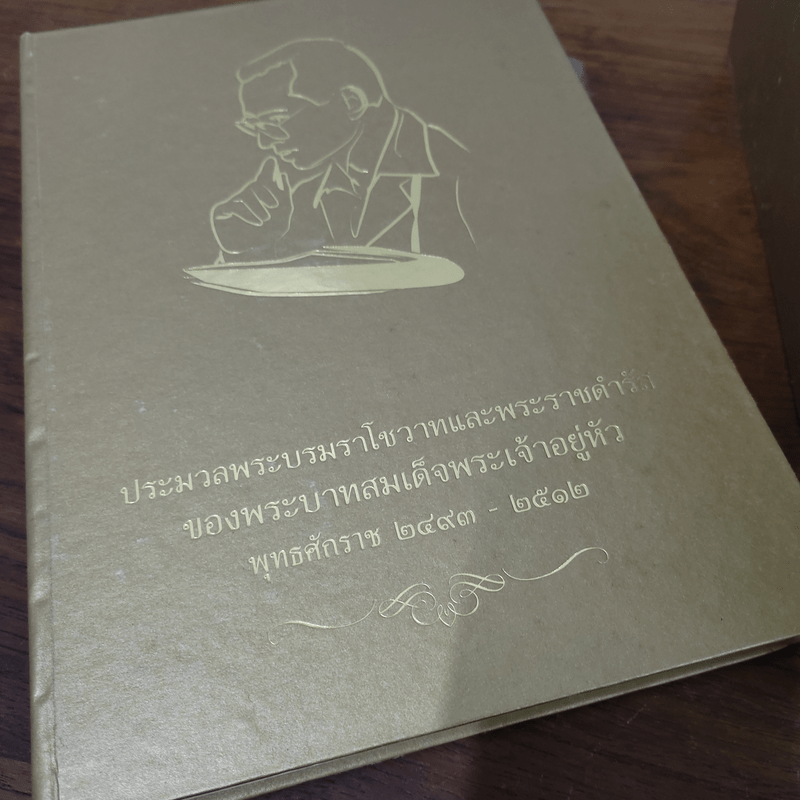 ประมวลพระบรมราโชวาทและพระราชดำรัส
ของพระบาทสมเด็จพระเจ้าอยู่หัว
พุทธศักราช ๒๔๙๓ - ๒๕๑๒